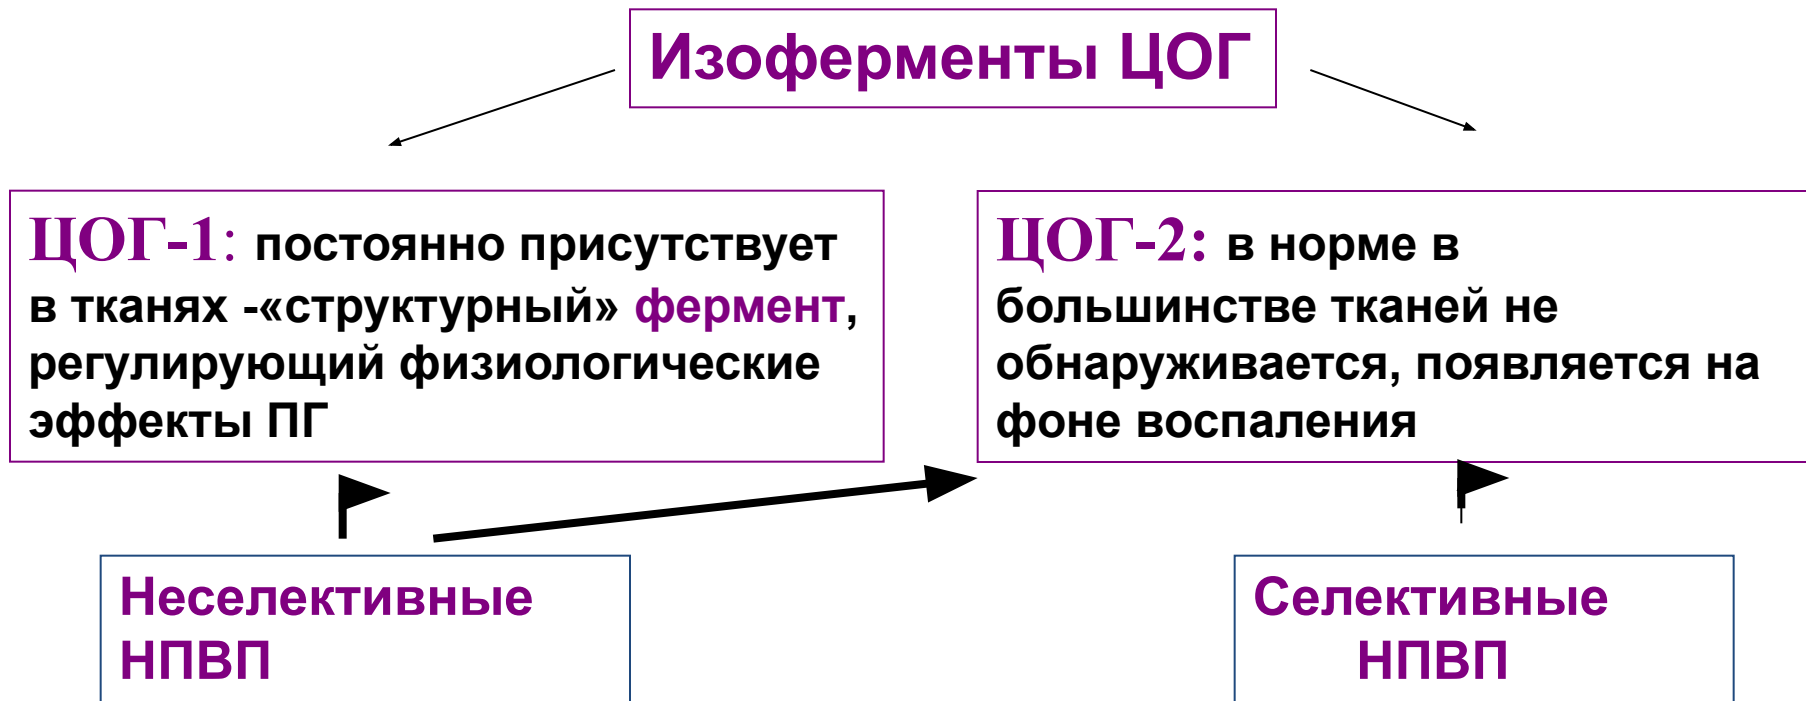 Изоферменты ЦОГ
ЦОГ-1: постоянно присутствует
в тканях -«структурный» фермент,
регулирующий физиологические
эффекты ПГ
ЦОГ-2: в норме в
большинстве тканей не
обнаруживается, появляется на
фоне воспаления
Неселективные
НПВП
Селективные
НПВП